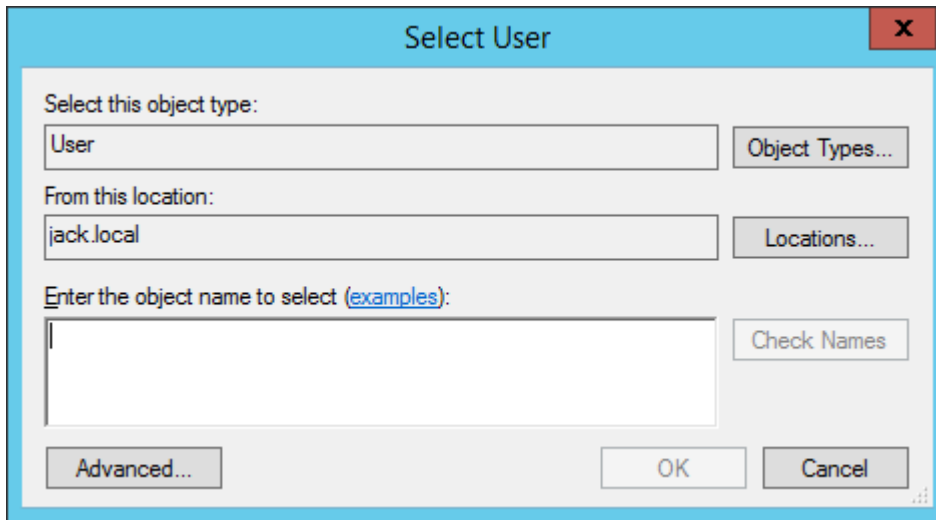 Select User
x
Select this object type:
User
Object Types...
From this location:
jack.local
Locations...
Enter the object name to select (examples):
Check Names
Advanced...
OK
Cancel